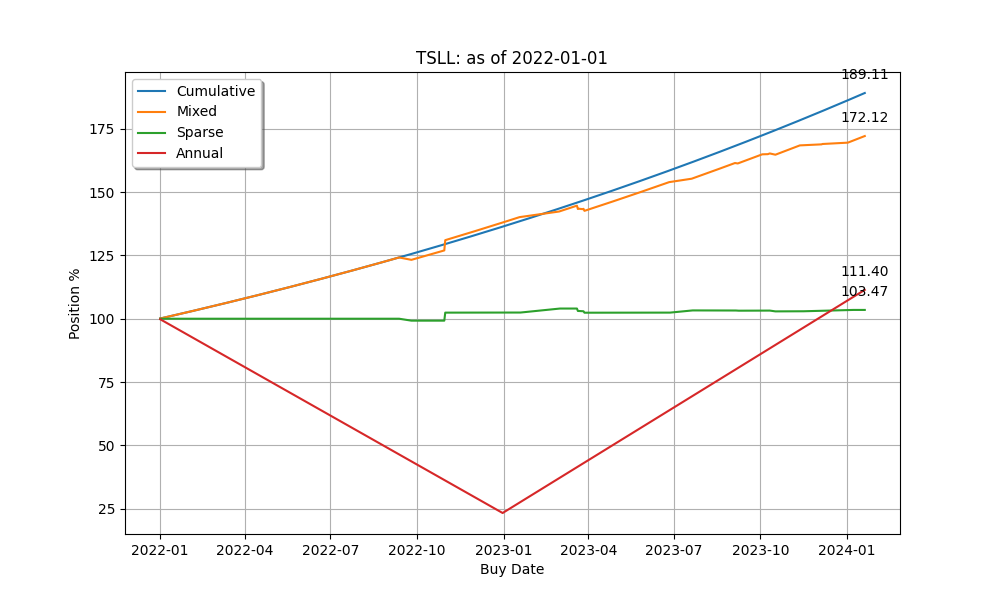 TSLL: as of 2022-01-01
189.11
Cumulative
Mixed
Sparse
Annual
172.12
175
150
125
111.40
103.47
100
75
50
25
Position %
2022-01 2022-04 2022-07 2022-10 2023-01 2023-04 2023-07 2023-10 2024-01
Buy Date